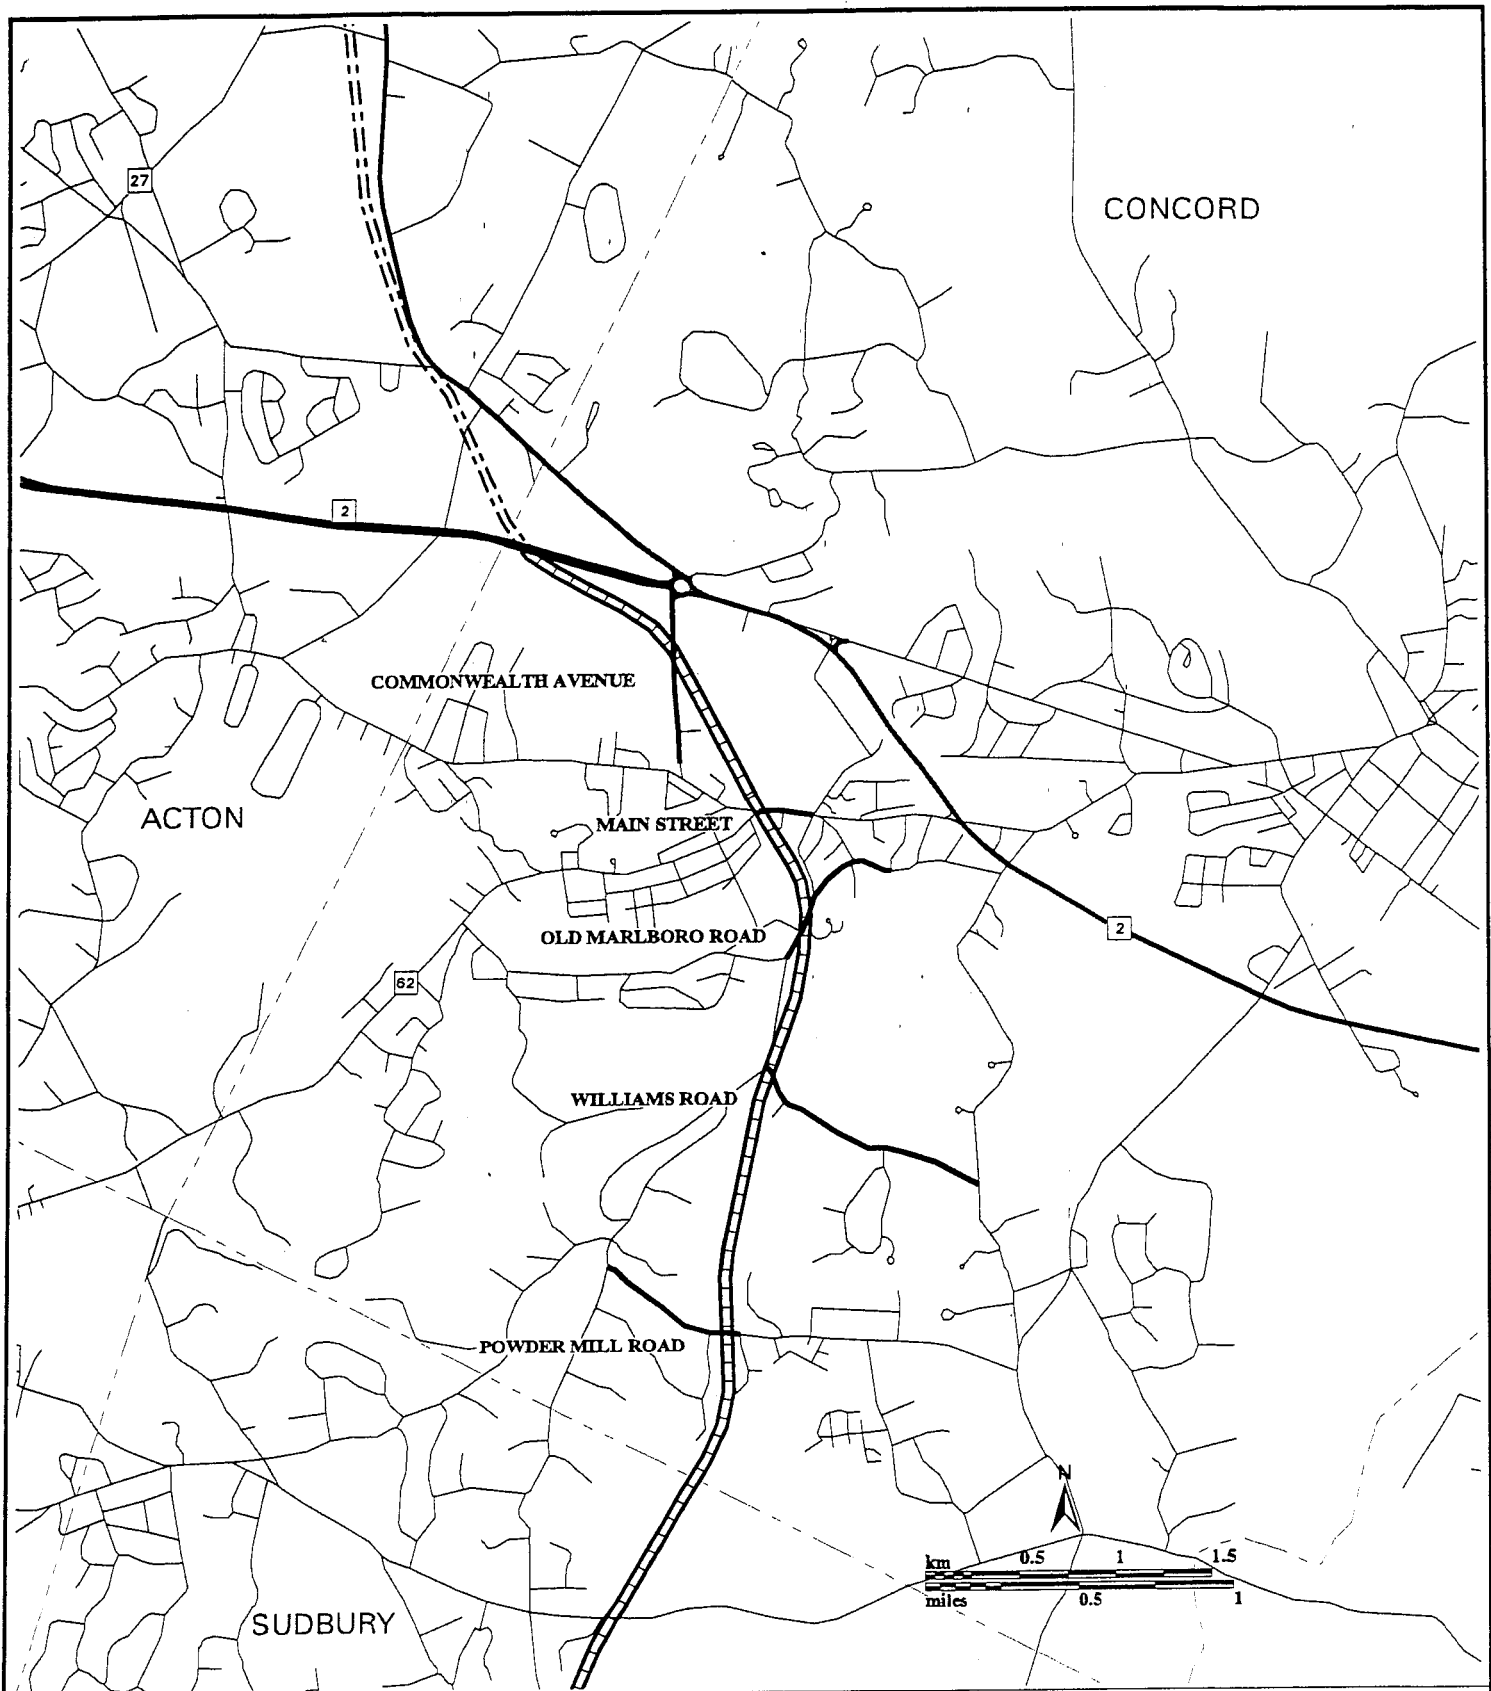 27
CONCORD
2
COMMONWEALTH AVENUE
ACTON
MAIN STREET
2
OLD MARLBORO ROAD
62
WILLIAMS ROAD
POWDER MILL ROAD
N
km 0.5 1 1.5
miles 0.5 1
SUDBURY